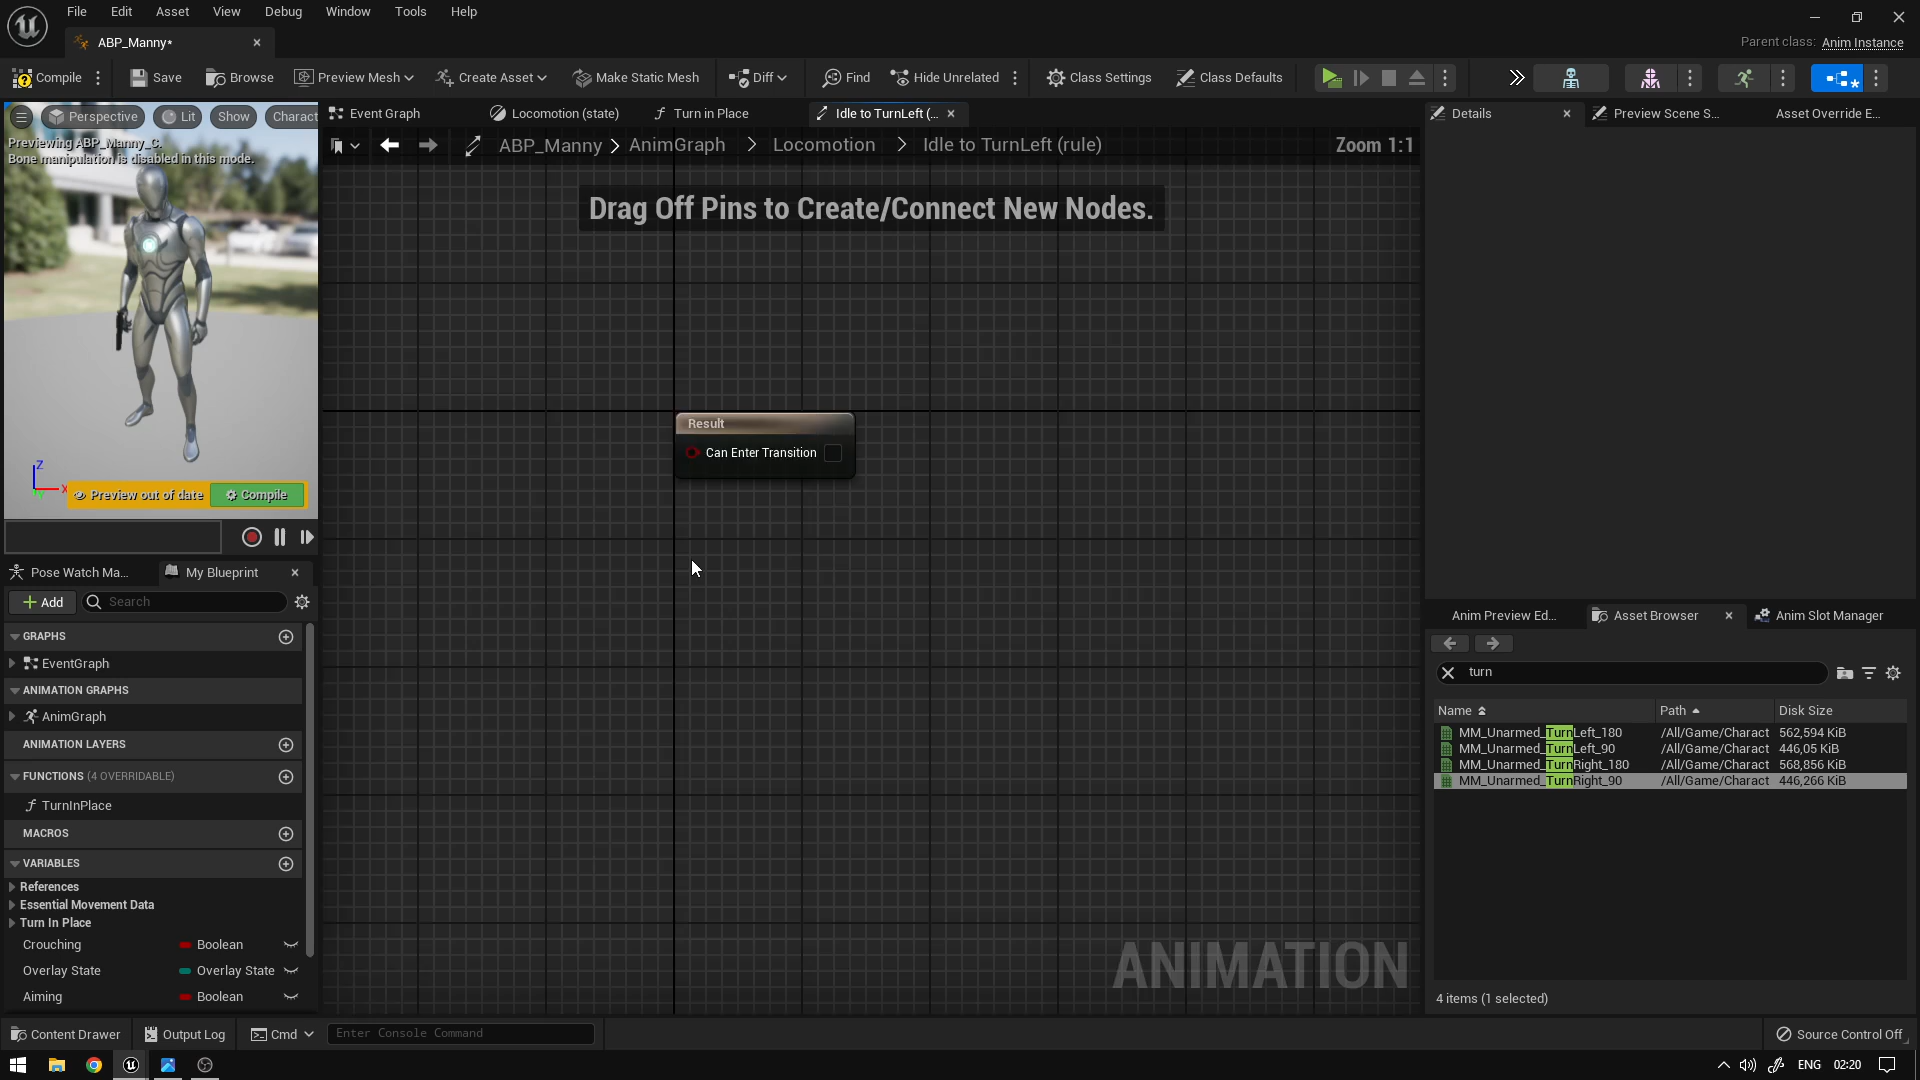 File Edit Asset View Debug Window Tools Help
ABP_Manny*
Parent class: Anim Instance
Compile Save Browse Preview Mesh Create Asset Make Static Mesh Diff Find Hide Unrelated Class Settings Class Defaults
Perspective Lit Show Charact
Previewing ABP_Manny_C.
Bone manipulation is disabled in this mode.
Z
X
Preview out of date Compile
Event Graph Locomotion (state) Turn in Place Idle to TurnLeft (...
ABP_Manny > AnimGraph > Locomotion > Idle to TurnLeft (rule) Zoom 1:1
Drag Off Pins to Create/Connect New Nodes.
Result
Can Enter Transition
ANIMATION
Details Preview Scene S... Asset Override E...
Pose Watch Ma... My Blueprint
Add Search
GRAPHS
EventGraph
ANIMATION GRAPHS
AnimGraph
ANIMATION LAYERS
FUNCTIONS (4 OVERRIDABLE)
TurnInPlace
MACROS
VARIABLES
References
Essential Movement Data
Turn In Place
Crouching Boolean
Overlay State Overlay State
Aiming Boolean
Anim Preview Ed... Asset Browser Anim Slot Manager
turn
Name Path Disk Size
MM_Unarmed_TurnLeft_180 /All/Game/Charact 562,594 KiB
MM_Unarmed_TurnLeft_90 /All/Game/Charact 446,05 KiB
MM_Unarmed_TurnRight_180 /All/Game/Charact 568,856 KiB
MM_Unarmed_TurnRight_90 /All/Game/Charact 446,266 KiB
4 items (1 selected)
Content Drawer Output Log Cmd Enter Console Command Source Control Off
ENG 02:20